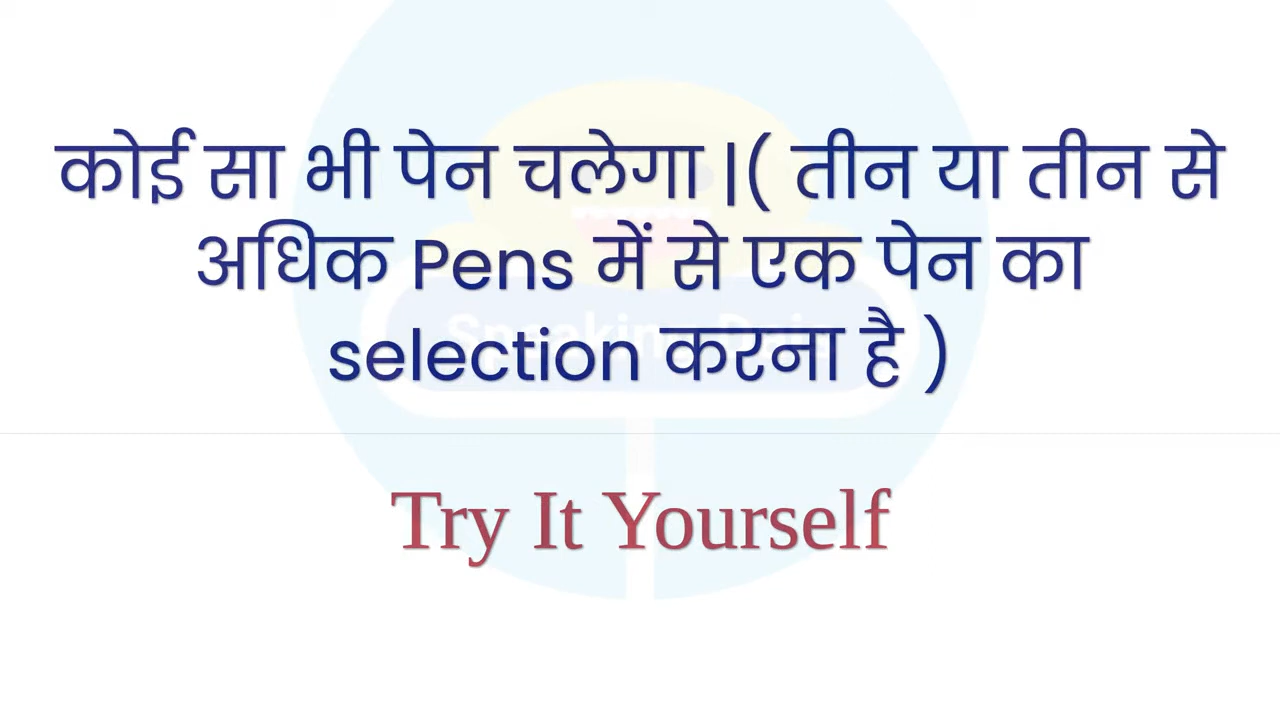 कोई सा भी पेन चलेगा |( तीन या तीन से
अधिक Pens में से एक पेन का
selection करना है )
Try It Yourself